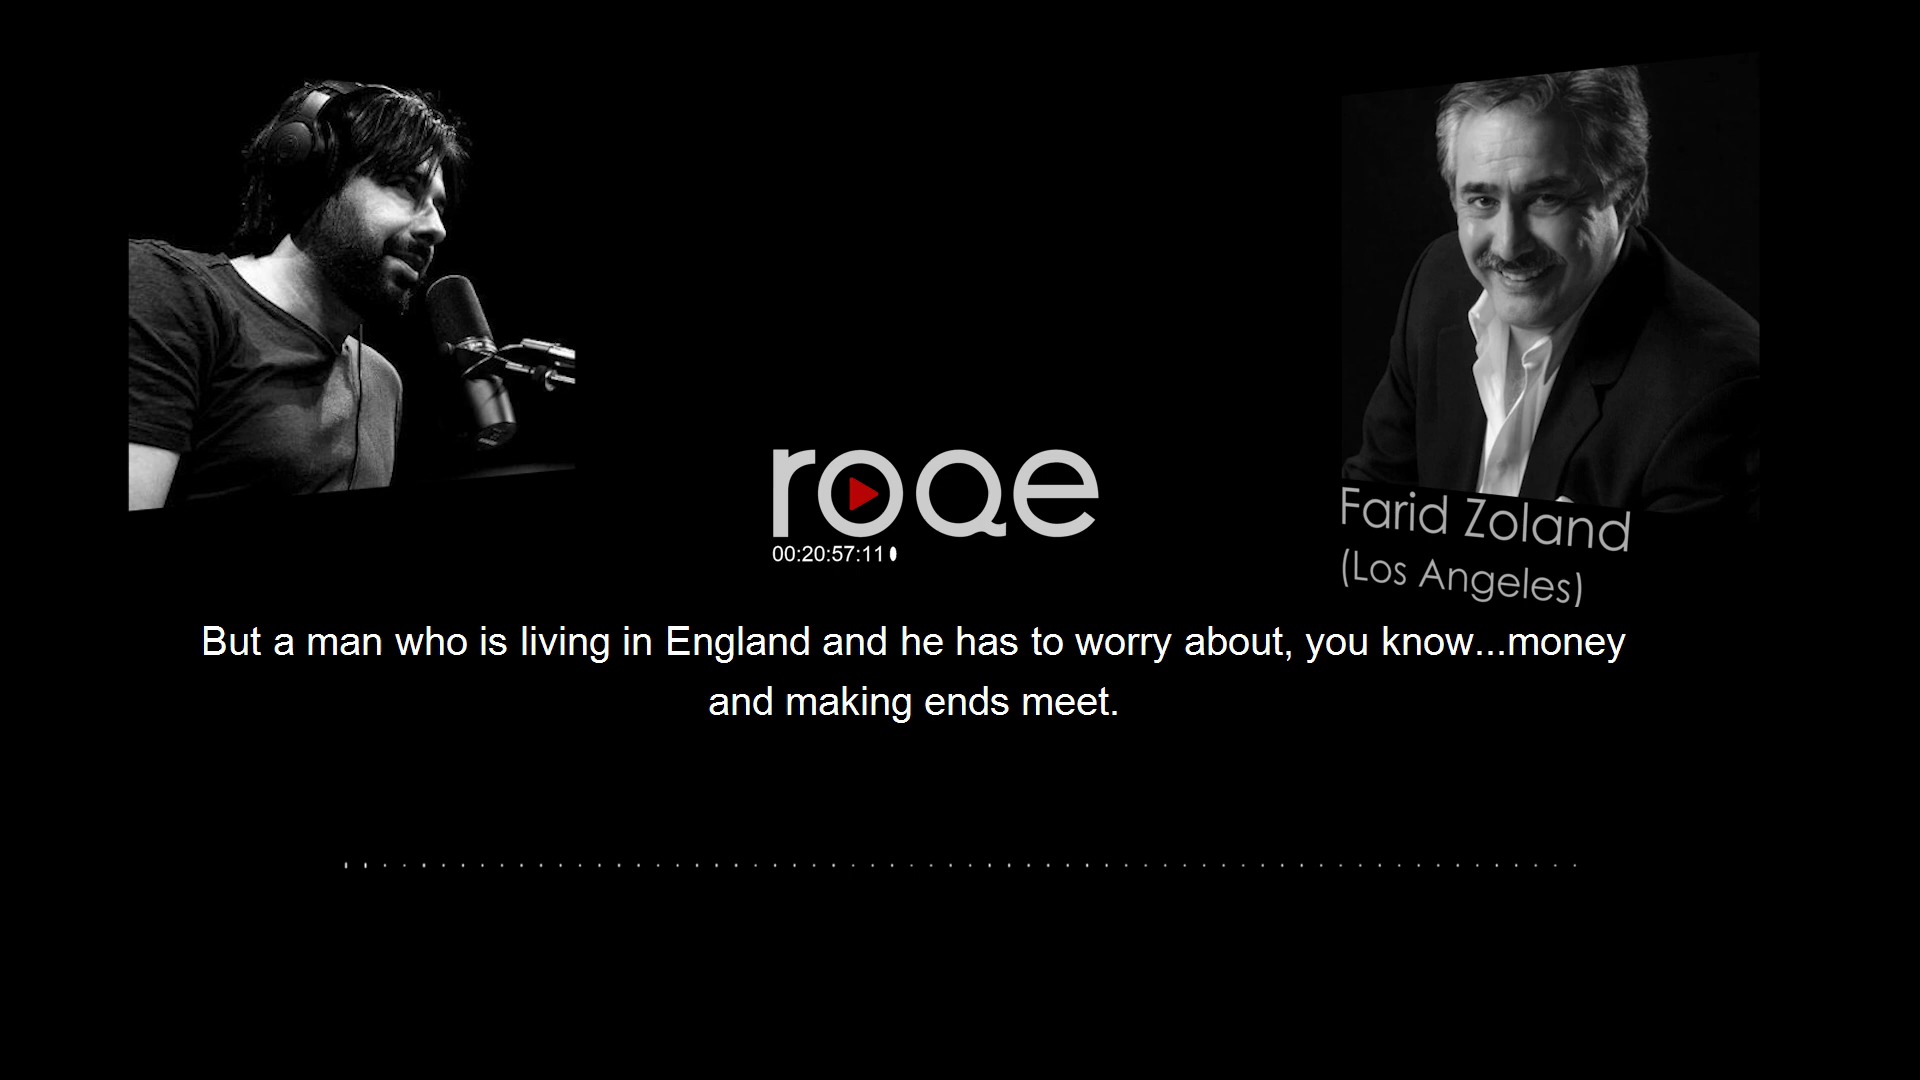 roqe
00:20:57:11
Farid Zoland
(Los Angeles)
But a man who is living in England and he has to worry about, you know...money
and making ends meet.